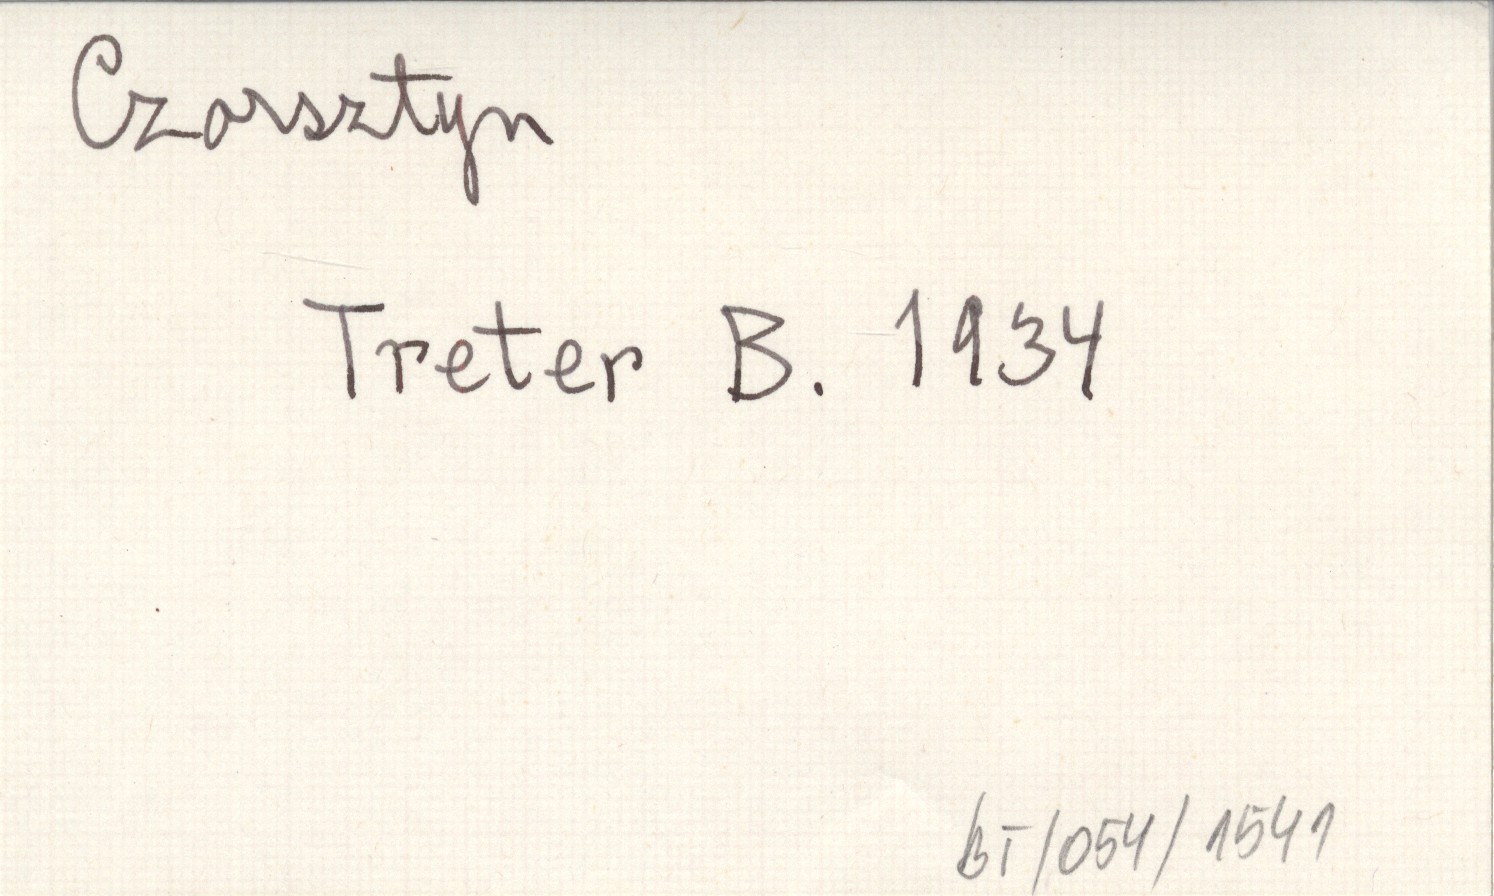 Czorsztyn
Treter B. 1934
BT/054/1541